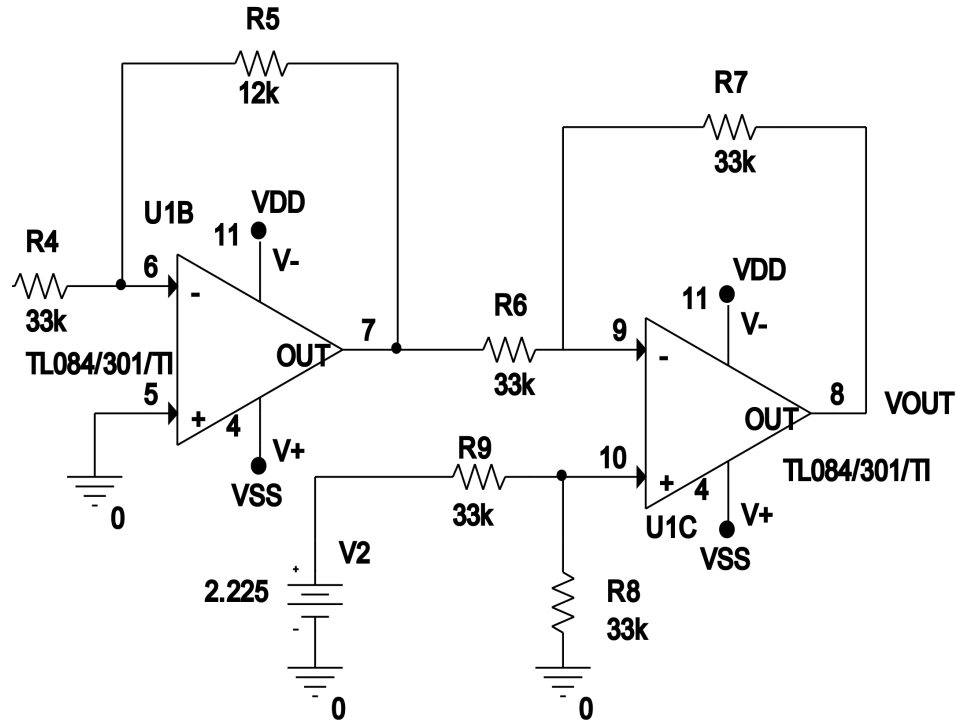 R5
12k
R7
33k
U1B
VDD
11
V-
R4
6
-
33k
7
OUT
TL084/301/TI
5
+
4
V+
VSS
0
R6
33k
VDD
11
V-
9
-
8
OUT
VOUT
R9
33k
10
+
4
TL084/301/TI
U1C
V+
VSS
V2
+
2.225
-
0
R8
33k
0